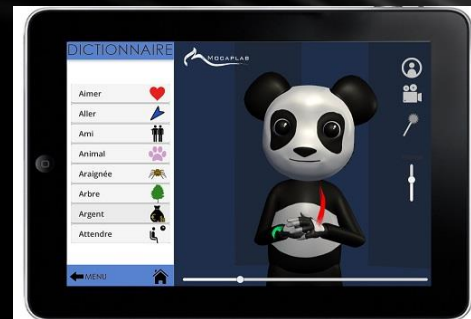 DICTIONNAIRE
MOCAPLAB
Aimer
Aller
Ami
Animal
Araignée
Arbre
Argent
Attendre
MENU